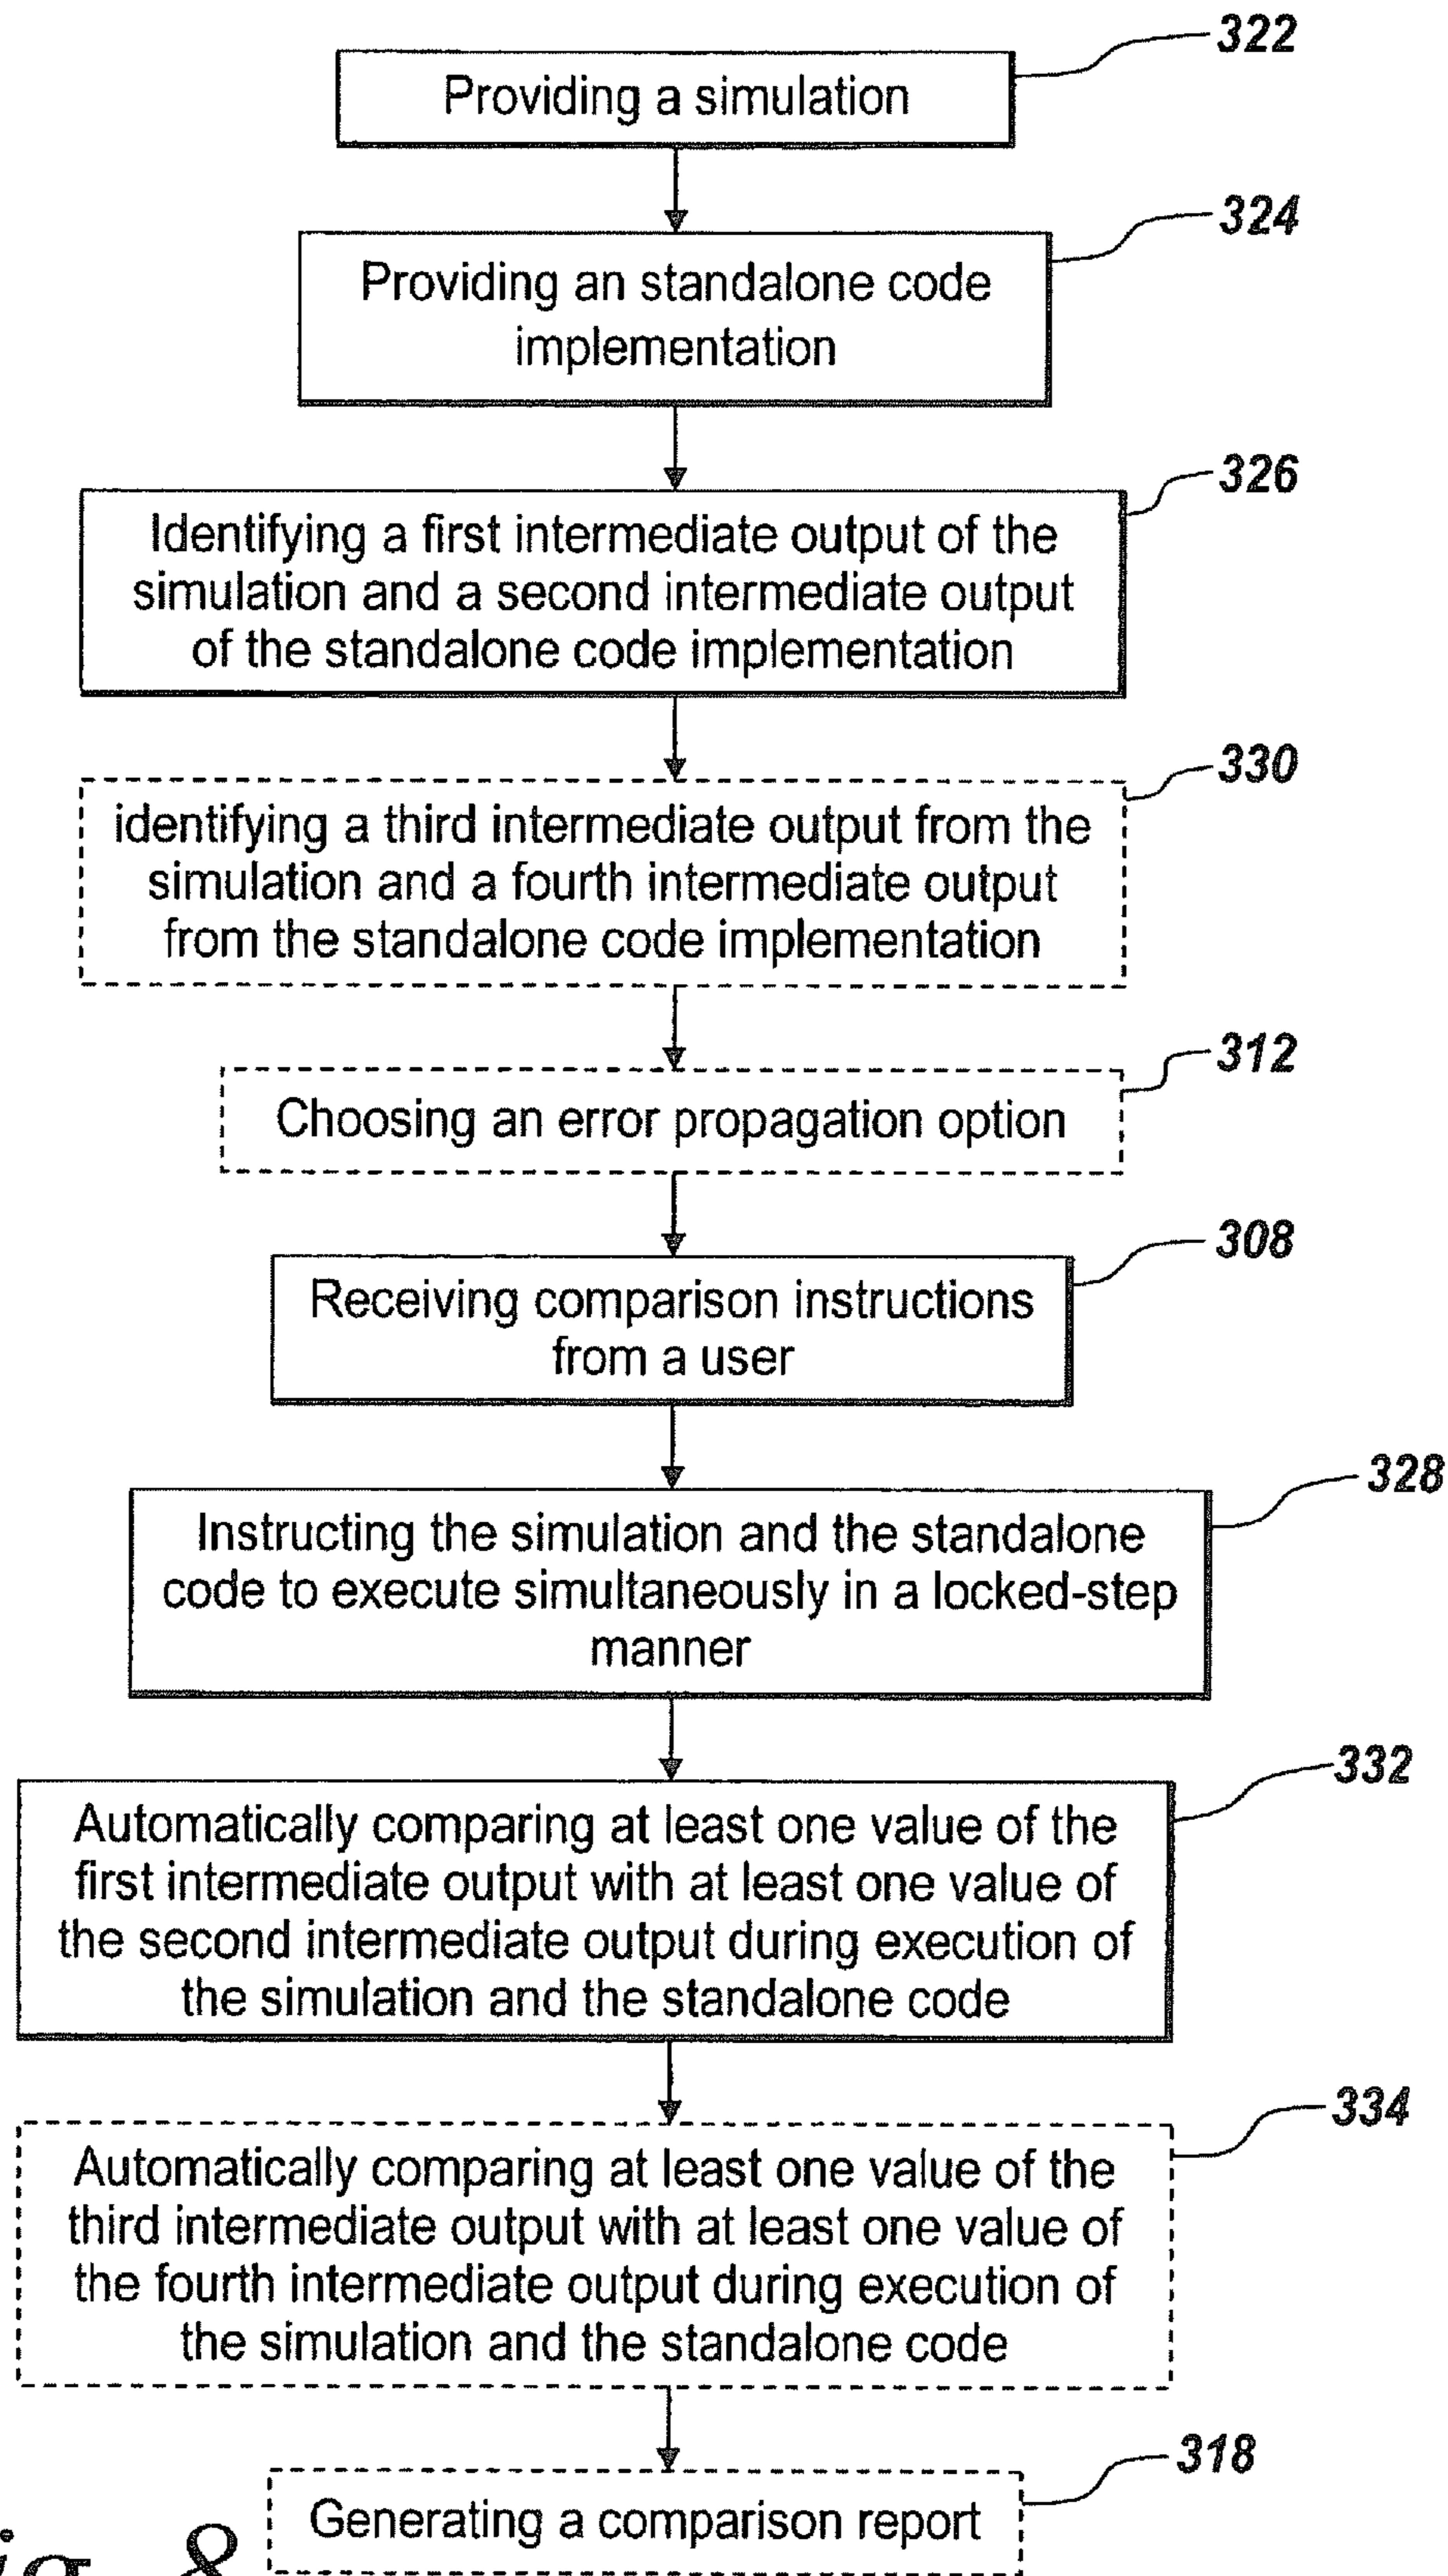 322
Providing a simulation
324
Providing an standalone code
implementation
326
Identifying a first intermediate output of the
simulation and a second intermediate output
of the standalone code implementation
330
identifying a third intermediate output from the
simulation and a fourth intermediate output
from the standalone code implementation
312
Choosing an error propagation option
308
Receiving comparison instructions
from a user
328
Instructing the simulation and the standalone
code to execute simultaneously in a locked-step
manner
332
Automatically comparing at least one value of the
first intermediate output with at least one value of
the second intermediate output during execution of
the simulation and the standalone code
334
Automatically comparing at least one value of the
third intermediate output with at least one value of
the fourth intermediate output during execution of
the simulation and the standalone code
318
Generating a comparison report
8